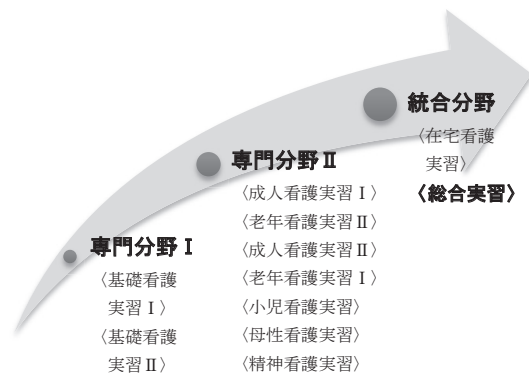 専門分野Ⅰ
〈基礎看護
実習Ⅰ〉
〈基礎看護
実習Ⅱ〉
専門分野Ⅱ
〈成人看護実習Ⅰ〉
〈老年看護実習Ⅱ〉
〈成人看護実習Ⅱ〉
〈老年看護実習Ⅰ〉
〈小児看護実習〉
〈母性看護実習〉
〈精神看護実習〉
統合分野
〈在宅看護
実習〉
〈総合実習〉